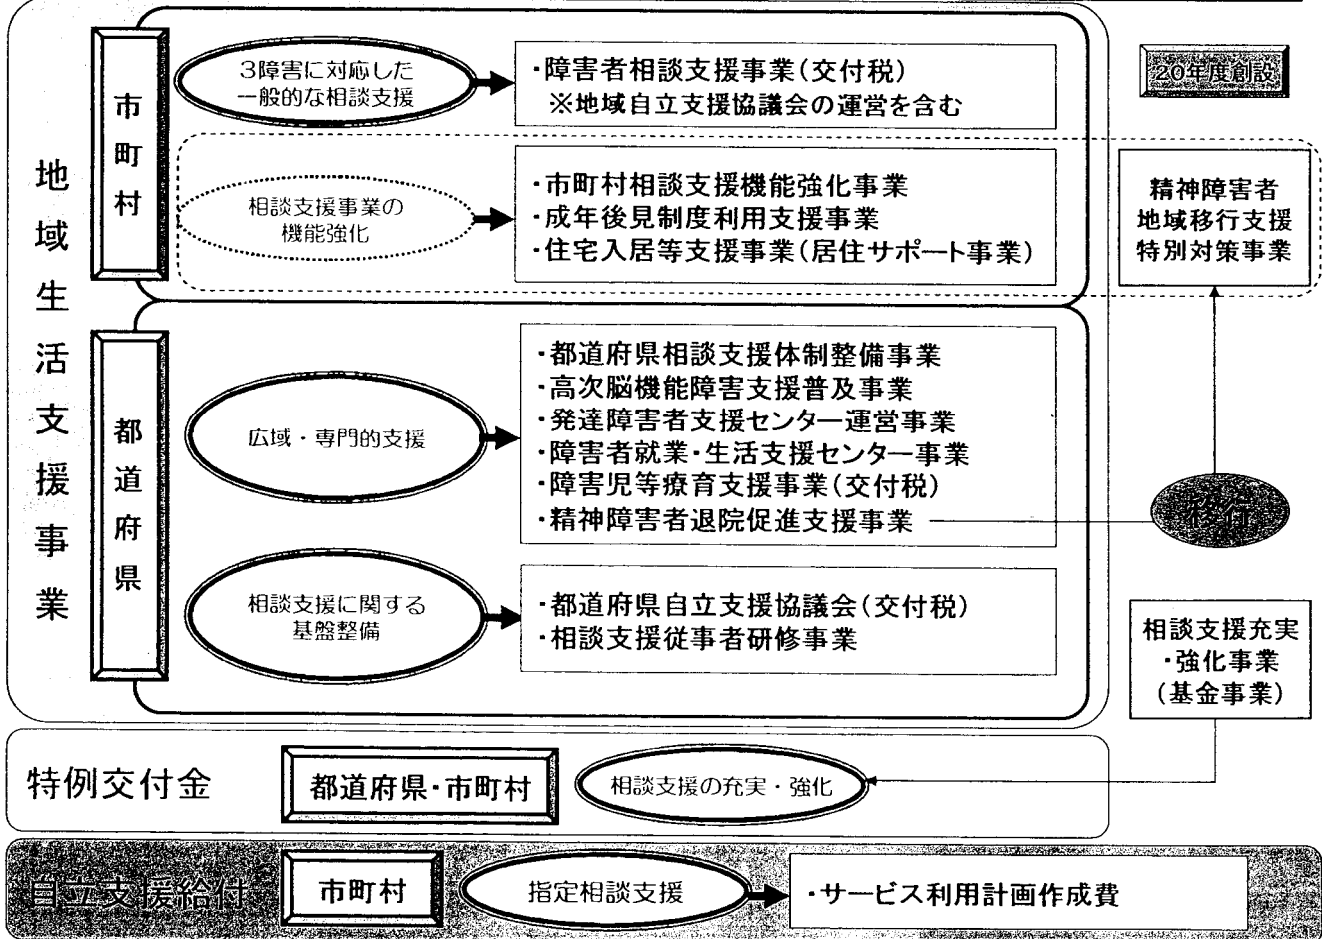 地域生活支援事業
市町村
3障害に対応した
一般的な相談支援
・障害者相談支援事業(交付税)
※地域自立支援協議会の運営を含む
20年度創設
相談支援事業の
機能強化
・市町村相談支援機能強化事業
・成年後見制度利用支援事業
・住宅入居等支援事業(居住サポート事業)
精神障害者
地域移行支援
特別対策事業
都道府県
広域・専門的支援
・都道府県相談支援体制整備事業
・高次脳機能障害支援普及事業
・発達障害者支援センター運営事業
・障害者就業・生活支援センター事業
・障害児等療育支援事業(交付税)
・精神障害者退院促進支援事業
移行
相談支援に関する
基盤整備
・都道府県自立支援協議会(交付税)
・相談支援従事者研修事業
相談支援充実
・強化事業
(基金事業)
特例交付金
都道府県・市町村
相談支援の充実・強化
自立支援給付
市町村
指定相談支援
・サービス利用計画作成費